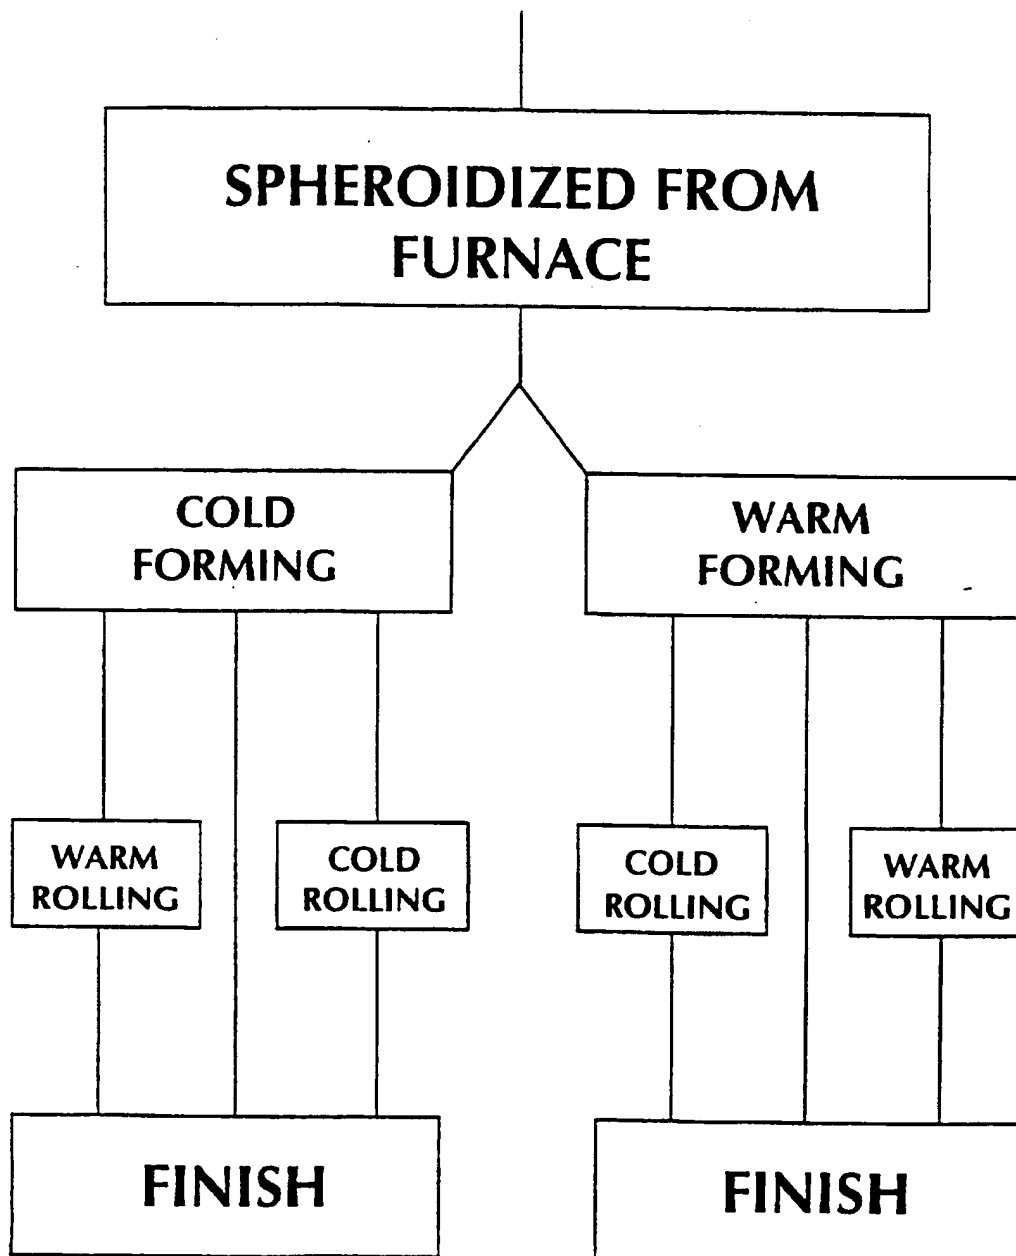 SPHEROIDIZED FROM
FURNACE
COLD
FORMING
WARM
FORMING
WARM
ROLLING
COLD
ROLLING
COLD
ROLLING
WARM
ROLLING
FINISH
FINISH